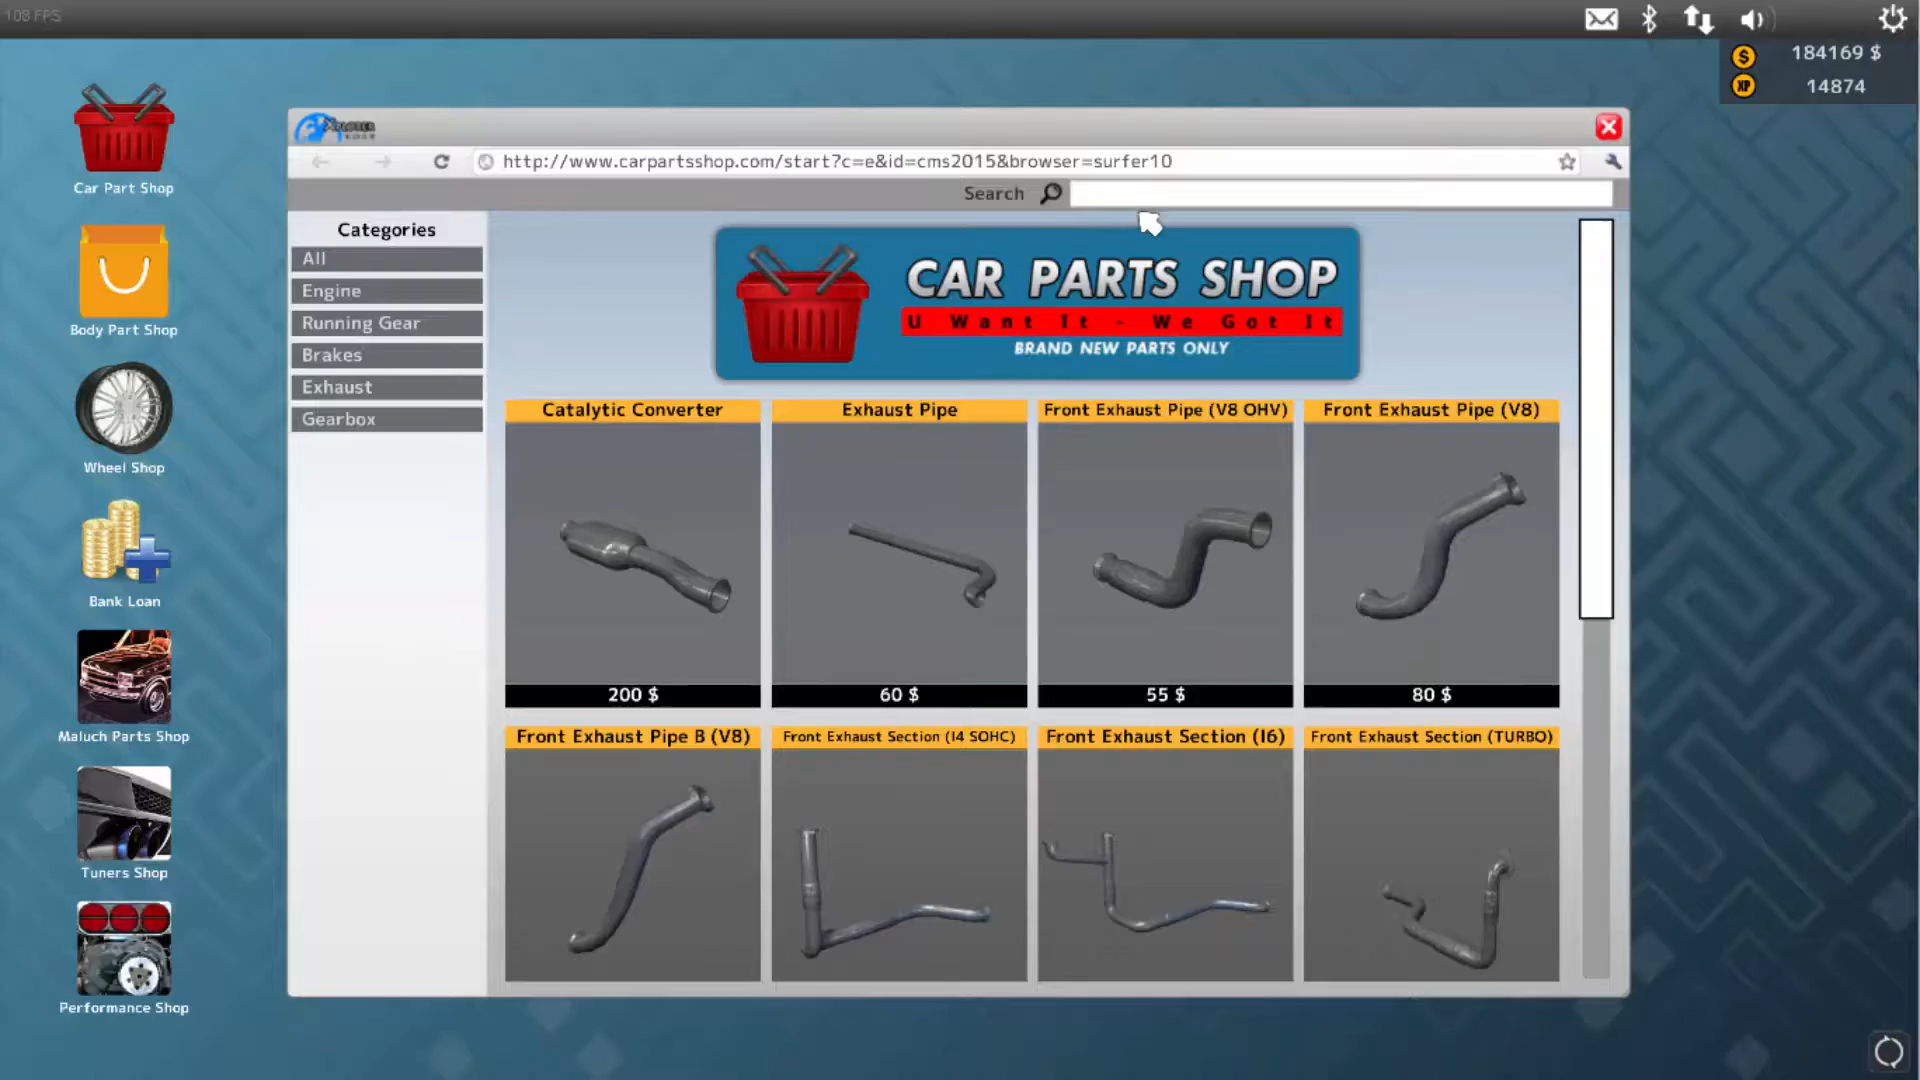 108 FPS
184169 $
XP 14874
Car Part Shop
Body Part Shop
Wheel Shop
Bank Loan
Maluch Parts Shop
Tuners Shop
Performance Shop
http://www.carpartsshop.com/start?c=e&id=cms2015&browser=surfer10
Search
Categories
All
Engine
Running Gear
Brakes
Exhaust
Gearbox
CAR PARTS SHOP
U Want It - We Got It
BRAND NEW PARTS ONLY
Catalytic Converter
200 $
Exhaust Pipe
60 $
Front Exhaust Pipe (V8 OHV)
55 $
Front Exhaust Pipe (V8)
80 $
Front Exhaust Pipe B (V8)
Front Exhaust Section (I4 SOHC)
Front Exhaust Section (I6)
Front Exhaust Section (TURBO)